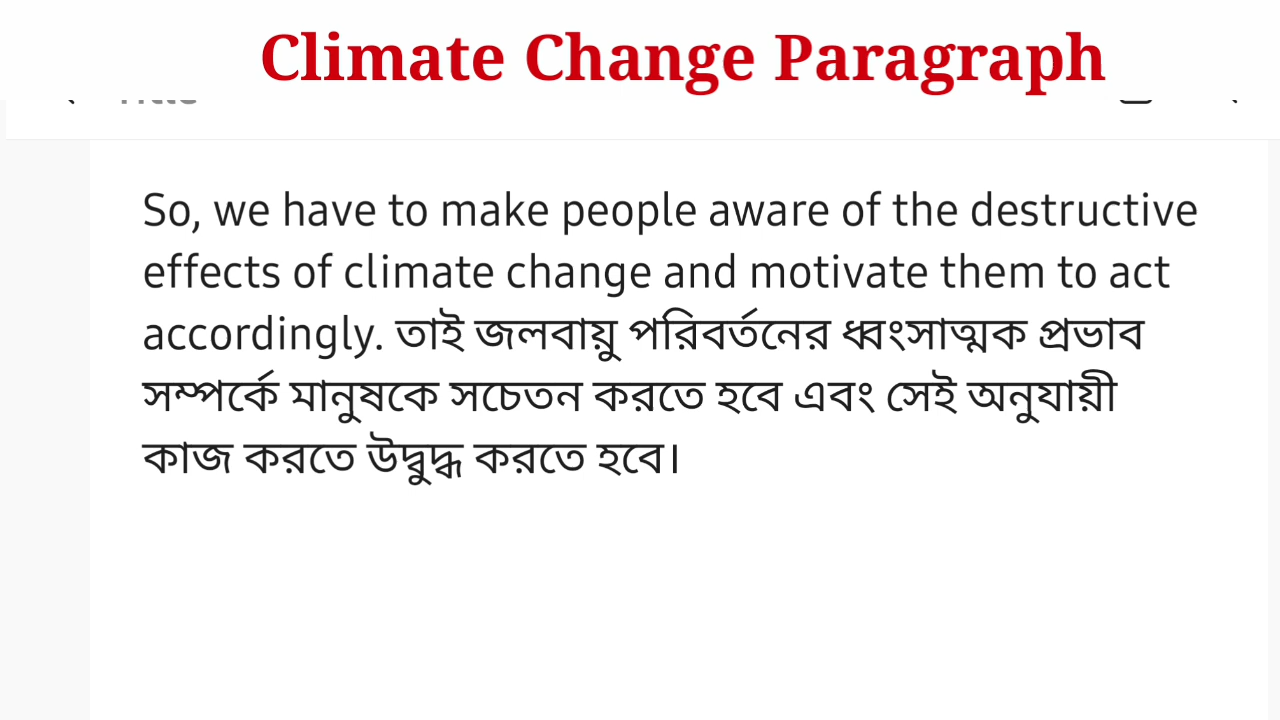 Climate Change Paragraph
So, we have to make people aware of the destructive
effects of climate change and motivate them to act
accordingly. তাই জলবায়ু পরিবর্তনের ধ্বংসাত্মক প্রভাব
সম্পর্কে মানুষকে সচেতন করতে হবে এবং সেই অনুযায়ী
কাজ করতে উদ্বুদ্ধ করতে হবে।